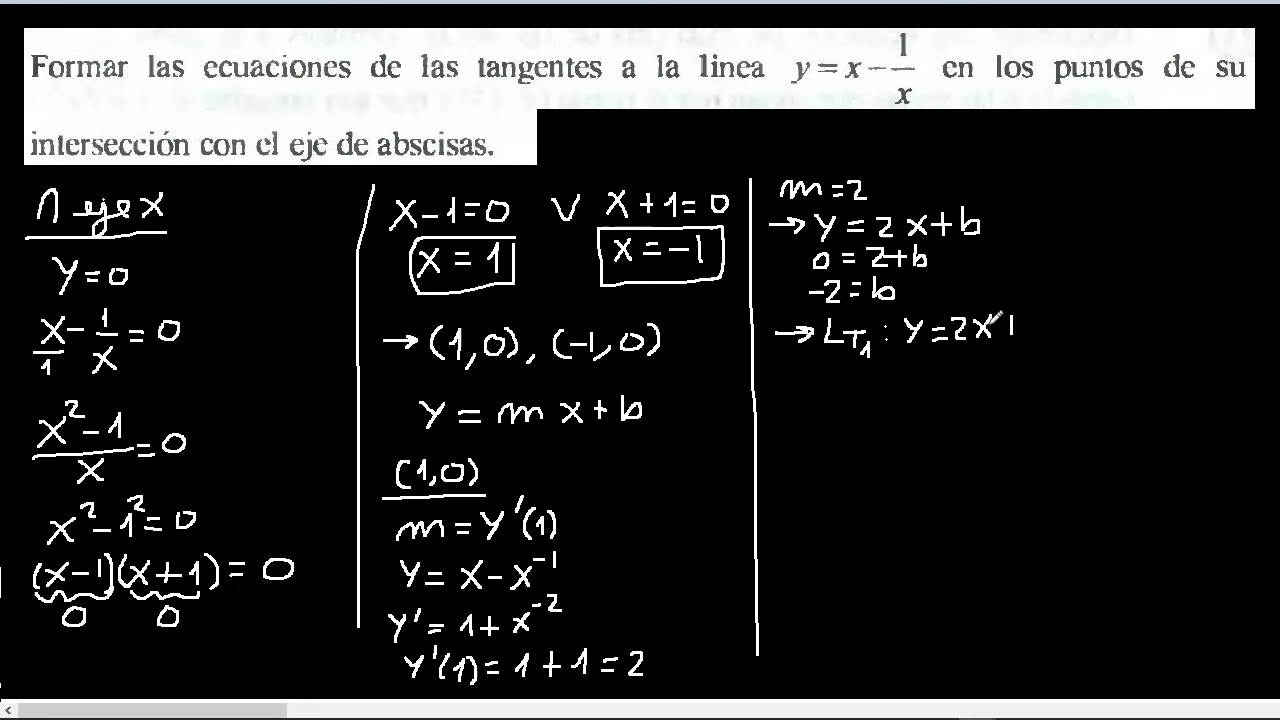 Formar las ecuaciones de las tangentes a la linea y = x - 1/x en los puntos de su
intersección con el eje de abscisas.
∩ eje x
y = 0
x/1 - 1/x = 0
(x² - 1)/x = 0
x² - 1² = 0
(x-1)(x+1) = 0
0 0
x - 1 = 0 ∨ x + 1 = 0
x = 1 x = -1
→ (1,0), (-1,0)
y = m x + b
(1,0)
m = y'(1)
y = x - x⁻¹
y' = 1 + x⁻²
y'(1) = 1 + 1 = 2
m = 2
→ y = 2x + b
0 = 2 + b
-2 = b
→ LT₁ : y = 2x